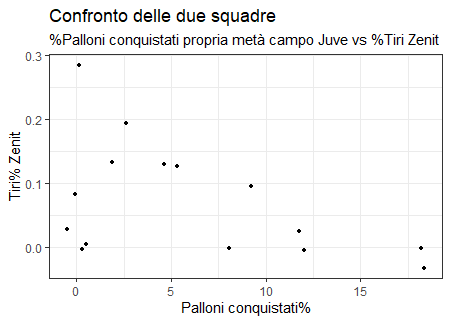 Confronto delle due squadre
%Palloni conquistati propria metà campo Juve vs %Tiri Zenit
0.3
0.2
0.1
0.0
Tiri% Zenit
0
5
10
15
Palloni conquistati%